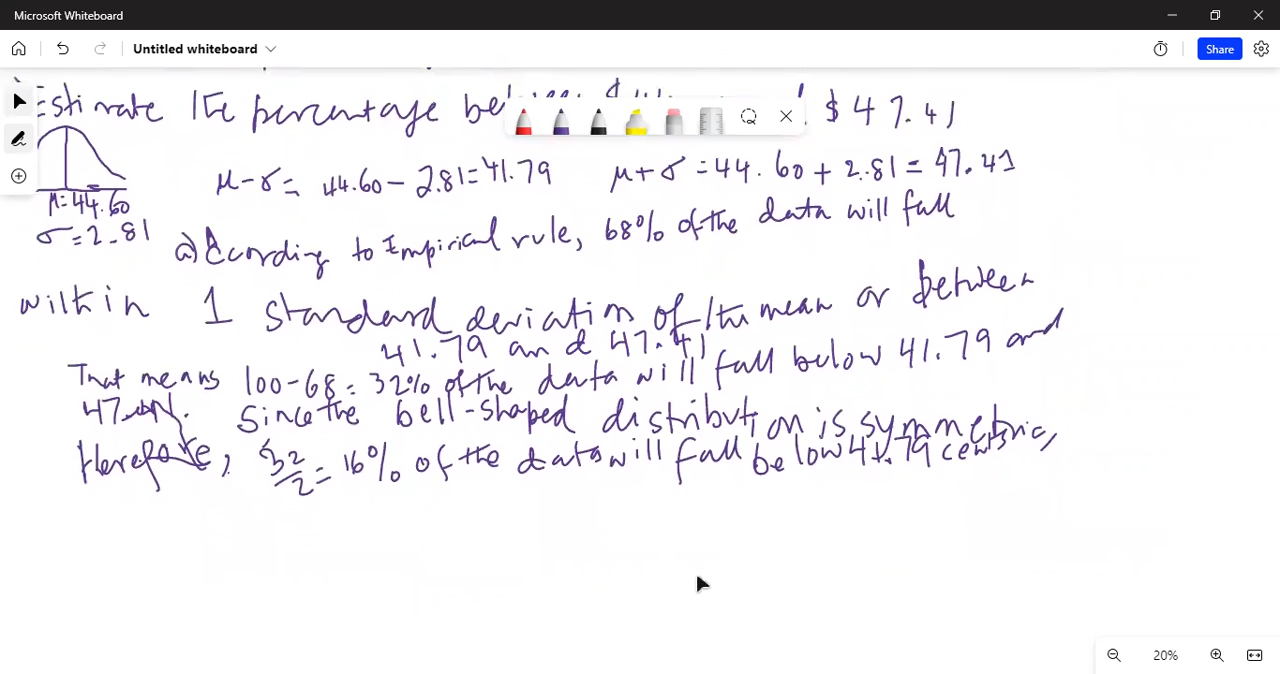 Microsoft Whiteboard
Untitled whiteboard
Share
Estimate the percentage $47.41
μ-σ= 44.60-2.81=41.79
μ+σ=44.60+2.81=47.41
μ=44.60
σ=2.81
a) According to Empirical rule, 68% of the data will fall
within 1 standard deviation of the mean or between
41.79 and 47.41
That means 100-68=32% of the data will fall below 41.79 and
Since the bell-shaped distribution is symmetric,
Therefore, 32/2=16% of the data will fall below 41.79 cents
20%